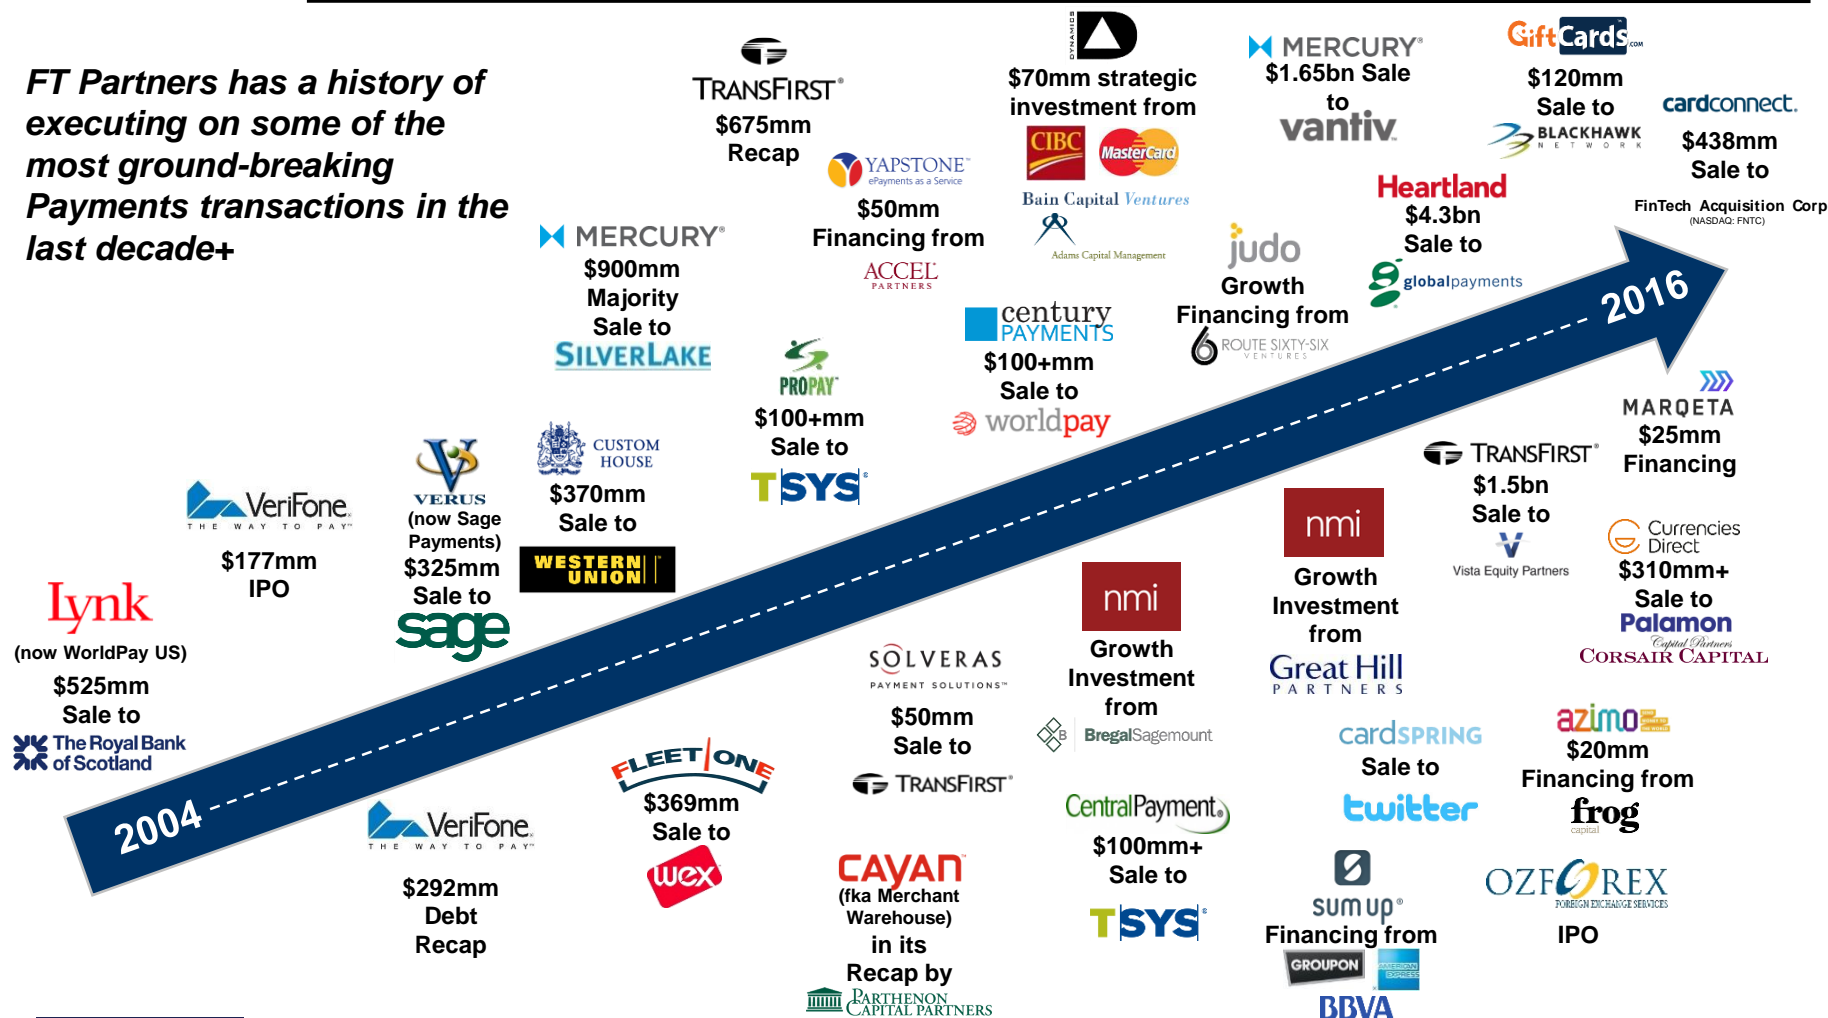 FT Partners has a history of
executing on some of the
most ground-breaking
Payments transactions in the
last decade+
Lynk
(now WorldPay US)
$525mm
Sale to
The Royal Bank
of Scotland
VeriFone
THE WAY TO PAY™
$177mm
IPO
VERUS
(now Sage
Payments)
$325mm
Sale to
sage
MERCURY®
$900mm
Majority
Sale to
SILVERLAKE
CUSTOM
HOUSE
$370mm
Sale to
WESTERN
UNION
TRANSFIRST®
$675mm
Recap
YAPSTONE™
ePayments as a Service
$50mm
Financing from
ACCEL
PARTNERS
PROPAY™
$100+mm
Sale to
TSYS®
DYNAMICS
$70mm strategic
investment from
CIBC
MasterCard
Bain Capital Ventures
Adams Capital Management
century
PAYMENTS
$100+mm
Sale to
worldpay
MERCURY®
$1.65bn Sale
to
vantiv
judo
Growth
Financing from
ROUTE SIXTY-SIX
VENTURES
GiftCards.COM
$120mm
Sale to
BLACKHAWK
NETWORK
Heartland
$4.3bn
Sale to
globalpayments
cardconnect.
$438mm
Sale to
FinTech Acquisition Corp
(NASDAQ: FNTC)
2004
2016
VeriFone
THE WAY TO PAY™
$292mm
Debt
Recap
FLEET ONE
$369mm
Sale to
wex
SOLVERAS
PAYMENT SOLUTIONS™
$50mm
Sale to
TRANSFIRST®
CAYAN™
(fka Merchant
Warehouse)
in its
Recap by
PARTHENON
CAPITAL PARTNERS
nmi
Growth
Investment
from
B BregalSagemount
CentralPayment®
$100mm+
Sale to
TSYS®
nmi
Growth
Investment
from
Great Hill
PARTNERS
cardSPRING
Sale to
twitter
sumup®
Financing from
GROUPON
AMERICAN
EXPRESS
BBVA
TRANSFIRST®
$1.5bn
Sale to
Vista Equity Partners
MARQETA
$25mm
Financing
Currencies
Direct
$310mm+
Sale to
Palamon
Capital Partners
CORSAIR CAPITAL
azimo
$20mm
Financing from
frog
capital
OZFOREX
FOREIGN EXCHANGE SERVICES
IPO